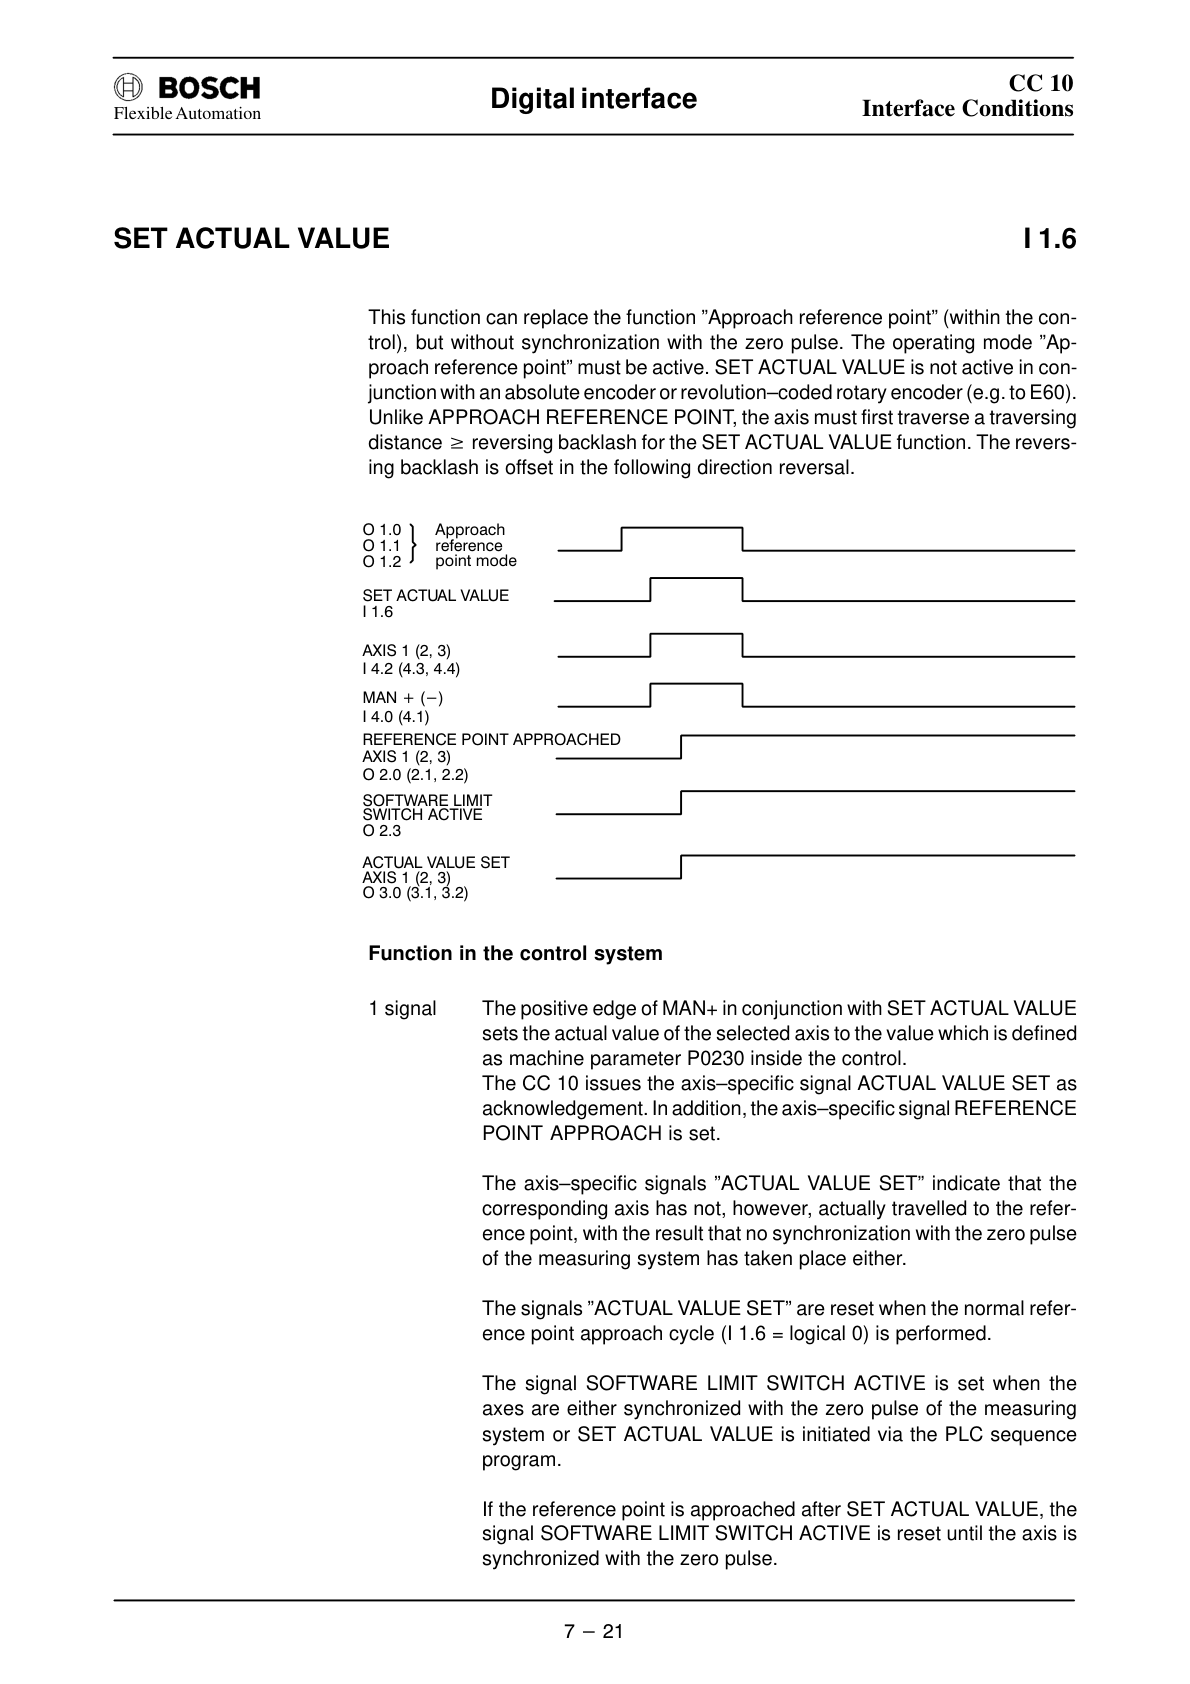 BOSCH
Flexible Automation
Digital interface
CC 10
Interface Conditions
SET ACTUAL VALUE
I 1.6
This function can replace the function ”Approach reference point” (within the con-
trol), but without synchronization with the zero pulse. The operating mode ”Ap-
proach reference point” must be active. SET ACTUAL VALUE is not active in con-
junction with an absolute encoder or revolution–coded rotary encoder (e.g. to E60).
Unlike APPROACH REFERENCE POINT, the axis must first traverse a traversing
distance ≥ reversing backlash for the SET ACTUAL VALUE function. The revers-
ing backlash is offset in the following direction reversal.
O 1.0
O 1.1
O 1.2
Approach
reference
point mode
SET ACTUAL VALUE
I 1.6
AXIS 1 (2, 3)
I 4.2 (4.3, 4.4)
MAN + (−)
I 4.0 (4.1)
REFERENCE POINT APPROACHED
AXIS 1 (2, 3)
O 2.0 (2.1, 2.2)
SOFTWARE LIMIT
SWITCH ACTIVE
O 2.3
ACTUAL VALUE SET
AXIS 1 (2, 3)
O 3.0 (3.1, 3.2)
Function in the control system
1 signal
The positive edge of MAN+ in conjunction with SET ACTUAL VALUE
sets the actual value of the selected axis to the value which is defined
as machine parameter P0230 inside the control.
The CC 10 issues the axis–specific signal ACTUAL VALUE SET as
acknowledgement. In addition, the axis–specific signal REFERENCE
POINT APPROACH is set.
The axis–specific signals ”ACTUAL VALUE SET” indicate that the
corresponding axis has not, however, actually travelled to the refer-
ence point, with the result that no synchronization with the zero pulse
of the measuring system has taken place either.
The signals ”ACTUAL VALUE SET” are reset when the normal refer-
ence point approach cycle (I 1.6 = logical 0) is performed.
The signal SOFTWARE LIMIT SWITCH ACTIVE is set when the
axes are either synchronized with the zero pulse of the measuring
system or SET ACTUAL VALUE is initiated via the PLC sequence
program.
If the reference point is approached after SET ACTUAL VALUE, the
signal SOFTWARE LIMIT SWITCH ACTIVE is reset until the axis is
synchronized with the zero pulse.
7 − 21